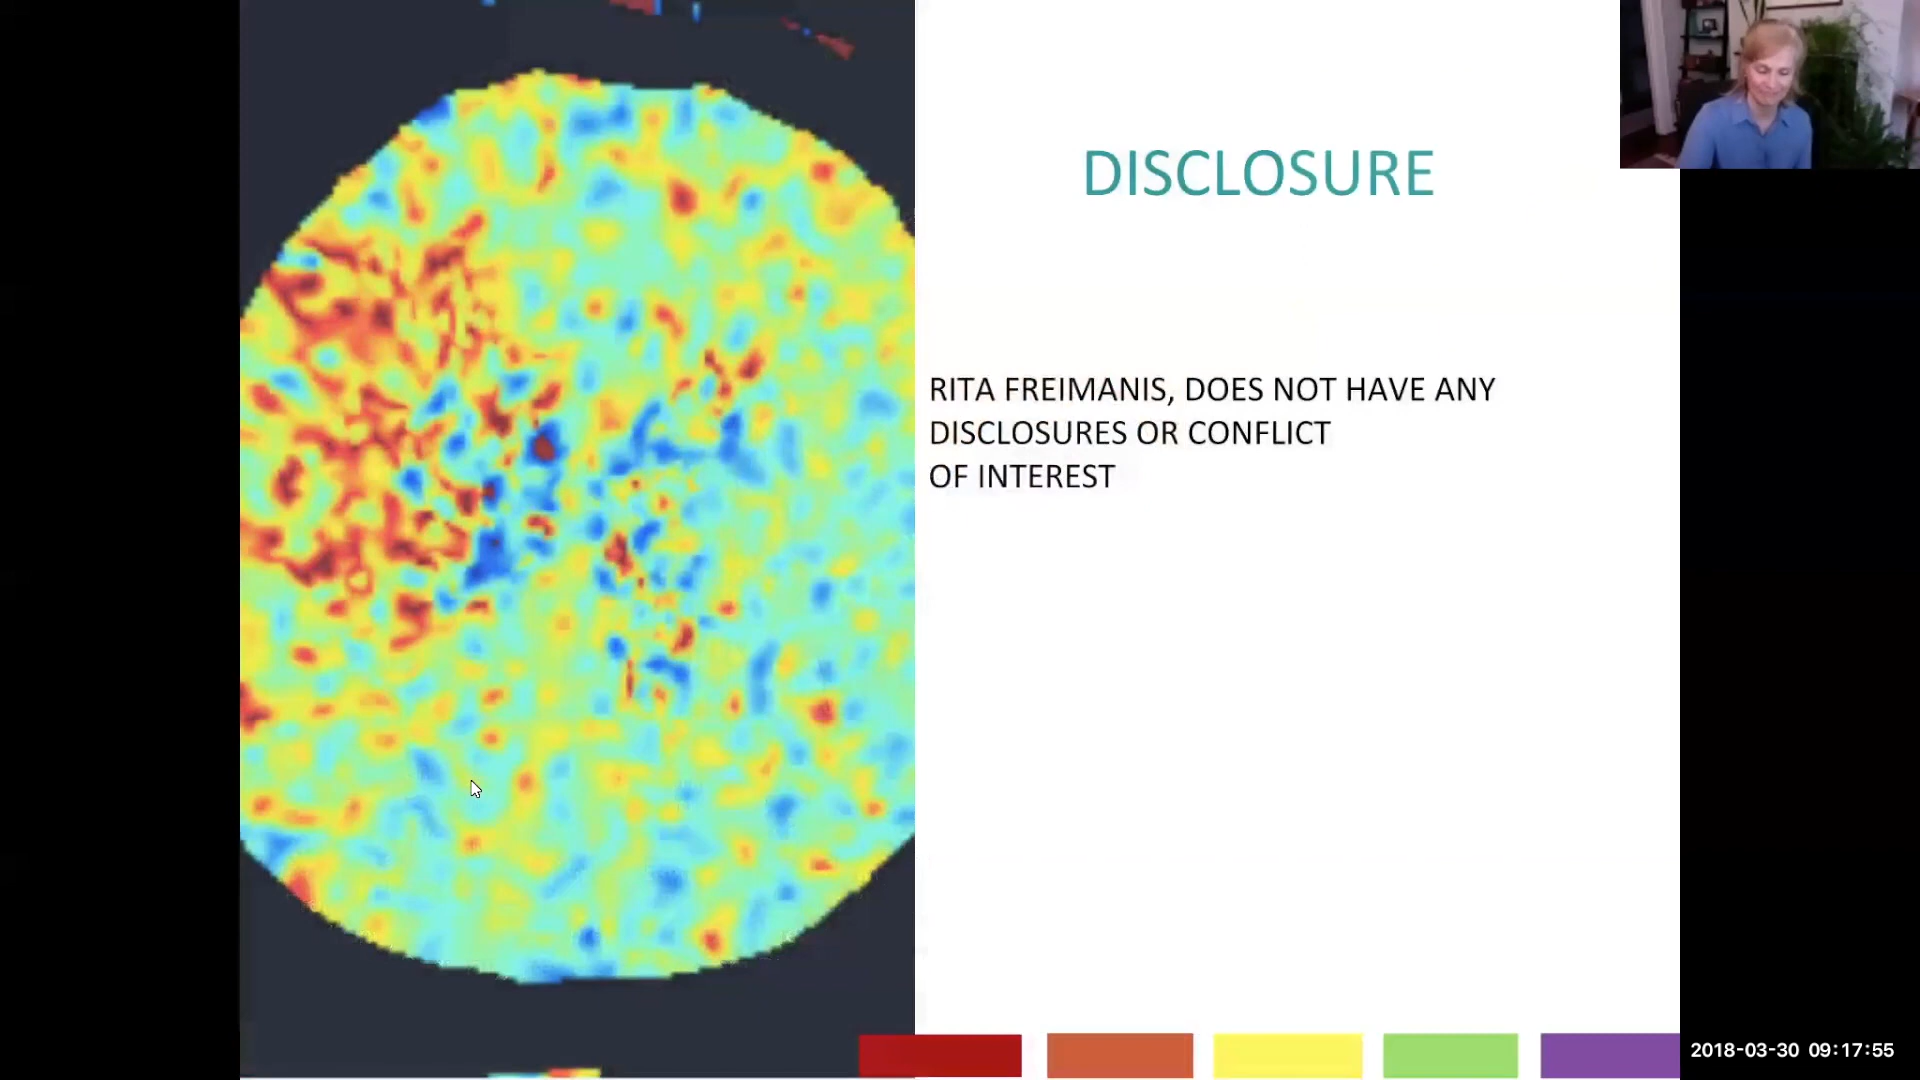 DISCLOSURE
RITA FREIMANIS, DOES NOT HAVE ANY
DISCLOSURES OR CONFLICT
OF INTEREST
2018-03-30 09:17:55